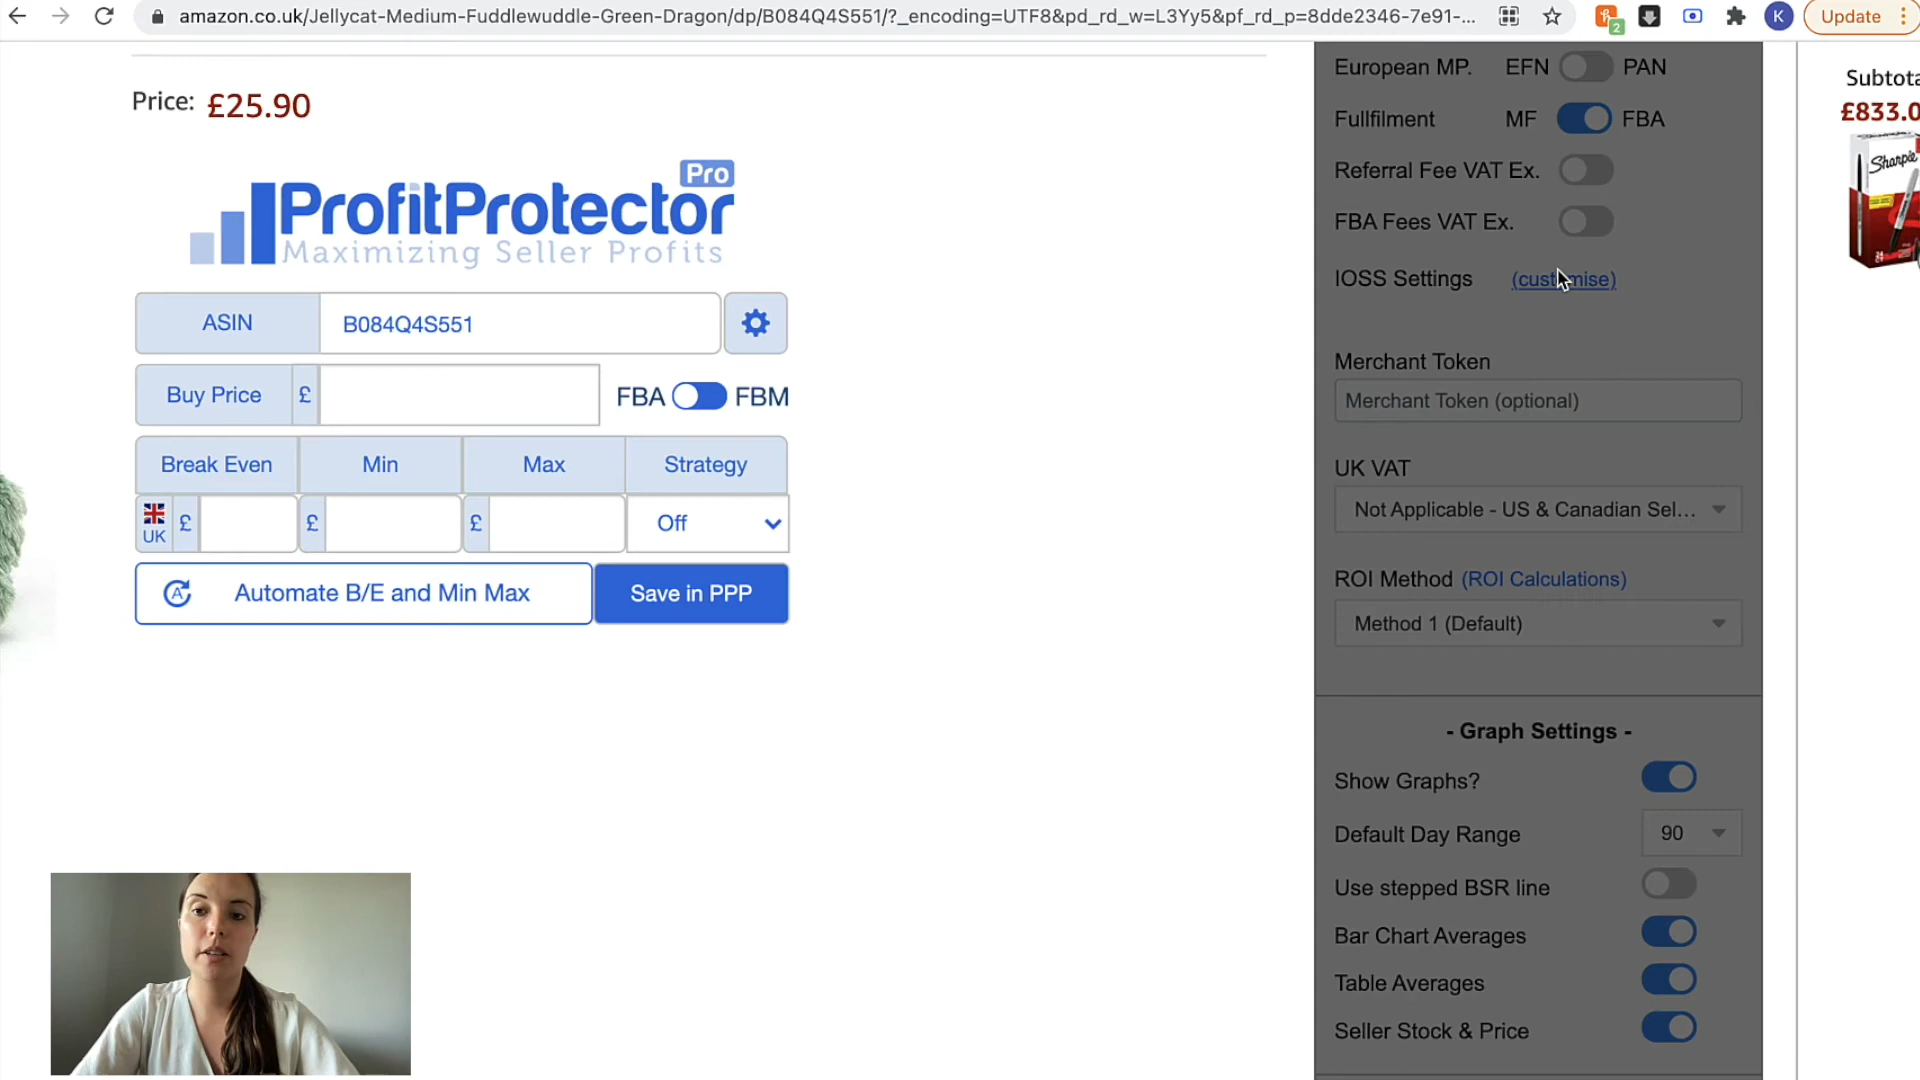 amazon.co.uk/Jellycat-Medium-Fuddlewuddle-Green-Dragon/dp/B084Q4S551/?_encoding=UTF8&pd_rd_w=L3Yy5&pf_rd_p=8dde2346-7e91-...
2
K
Update
Price: £25.90
ProfitProtector Pro
Maximizing Seller Profits
ASIN B084Q4S551
Buy Price £ FBA FBM
Break Even Min Max Strategy
UK £ £ £ Off
A Automate B/E and Min Max Save in PPP
European MP. EFN PAN
Fullfilment MF FBA
Referral Fee VAT Ex.
FBA Fees VAT Ex.
IOSS Settings (customise)
Merchant Token
Merchant Token (optional)
UK VAT
Not Applicable - US & Canadian Sel...
ROI Method (ROI Calculations)
Method 1 (Default)
- Graph Settings -
Show Graphs?
Default Day Range 90
Use stepped BSR line
Bar Chart Averages
Table Averages
Seller Stock & Price
Subtota
£833.0
Sharpie